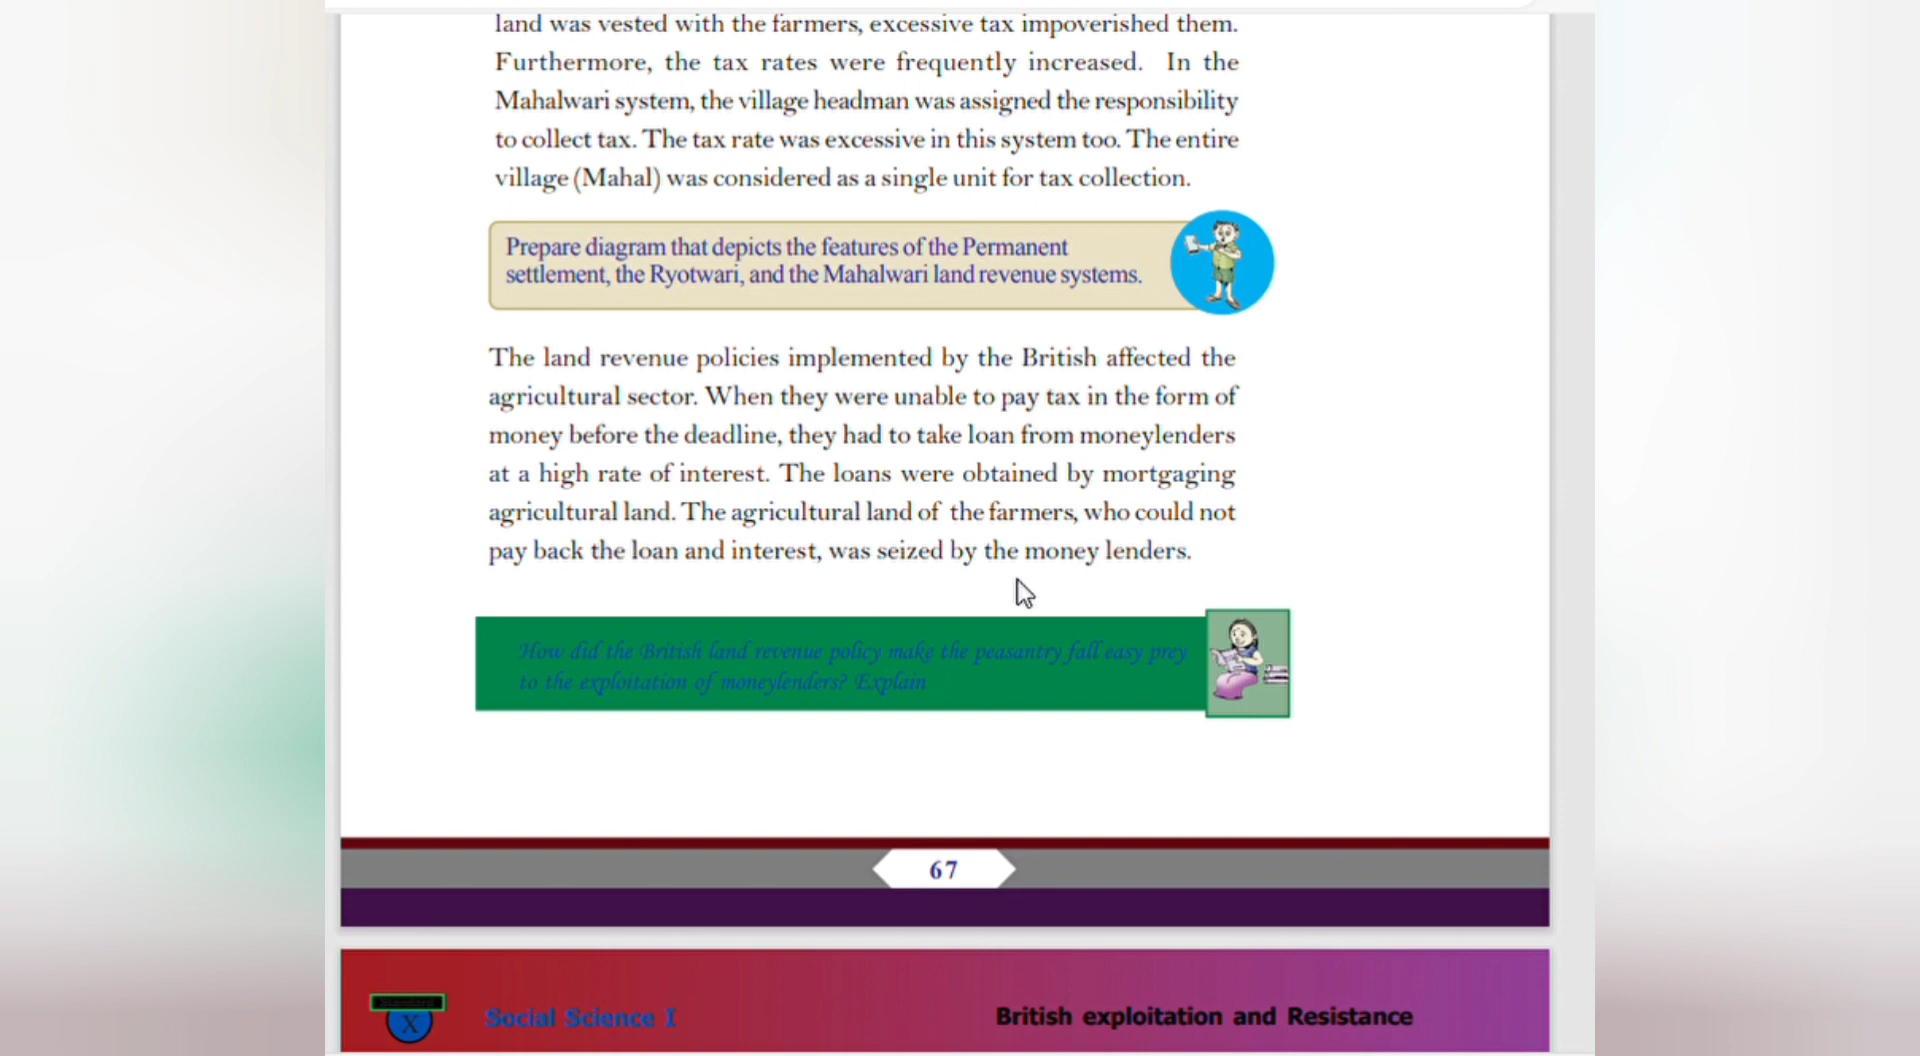 land was vested with the farmers, excessive tax impoverished them.
Furthermore, the tax rates were frequently increased. In the
Mahalwari system, the village headman was assigned the responsibility
to collect tax. The tax rate was excessive in this system too. The entire
village (Mahal) was considered as a single unit for tax collection.
Prepare diagram that depicts the features of the Permanent
settlement, the Ryotwari, and the Mahalwari land revenue systems.
The land revenue policies implemented by the British affected the
agricultural sector. When they were unable to pay tax in the form of
money before the deadline, they had to take loan from moneylenders
at a high rate of interest. The loans were obtained by mortgaging
agricultural land. The agricultural land of the farmers, who could not
pay back the loan and interest, was seized by the money lenders.
How did the British land revenue policy make the peasantry fall easy prey
to the exploitation of moneylenders? Explain
67
X
Social Science I
British exploitation and Resistance